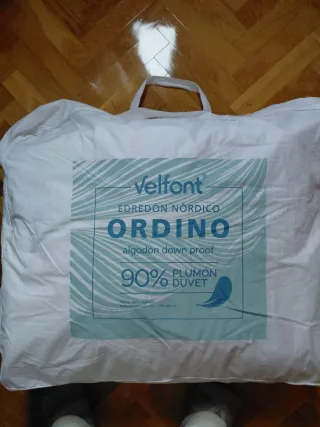 Velfont
EDREDÓN NÓRDICO
ORDINO
algodón down proof
90% PLUMÓN
DUVET